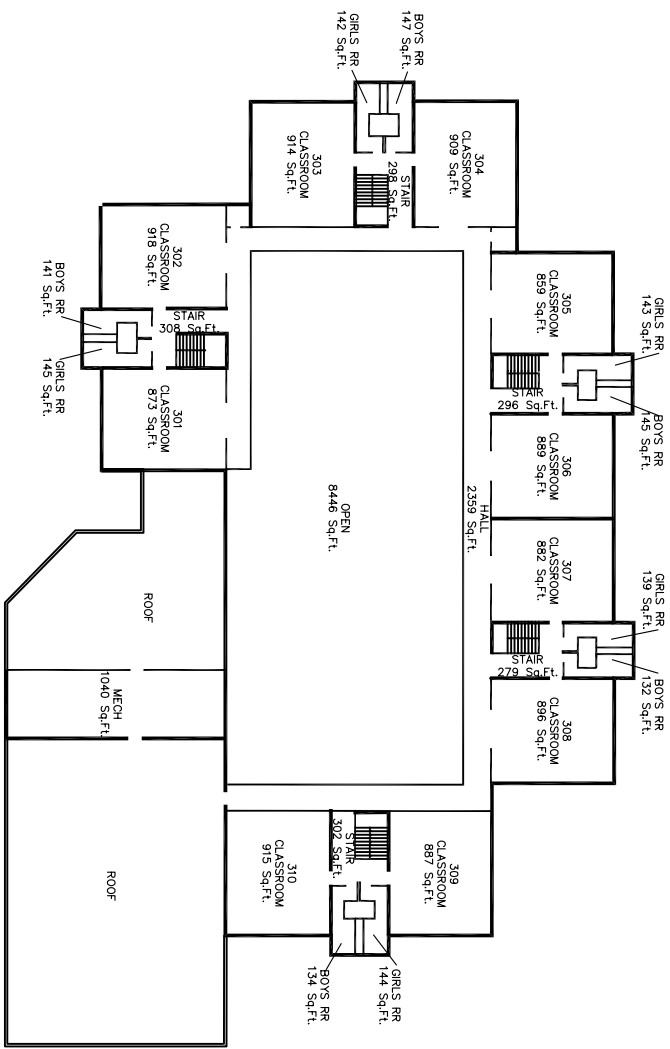 GIRLS RR
142 Sq.Ft.
BOYS RR
147 Sq.Ft.
303
CLASSROOM
914 Sq.Ft.
STAIR
298 Sq.Ft.
304
CLASSROOM
909 Sq.Ft.
302
CLASSROOM
918 Sq.Ft.
BOYS RR
141 Sq.Ft.
STAIR
308 Sq.Ft.
GIRLS RR
145 Sq.Ft.
301
CLASSROOM
873 Sq.Ft.
305
CLASSROOM
859 Sq.Ft.
GIRLS RR
143 Sq.Ft.
STAIR
296 Sq.Ft.
BOYS RR
145 Sq.Ft.
306
CLASSROOM
889 Sq.Ft.
HALL
2359 Sq.Ft.
OPEN
8446 Sq.Ft.
307
CLASSROOM
882 Sq.Ft.
GIRLS RR
139 Sq.Ft.
STAIR
279 Sq.Ft.
BOYS RR
132 Sq.Ft.
308
CLASSROOM
896 Sq.Ft.
ROOF
MECH
1040 Sq.Ft.
ROOF
310
CLASSROOM
915 Sq.Ft.
STAIR
302 Sq.Ft.
309
CLASSROOM
887 Sq.Ft.
BOYS RR
134 Sq.Ft.
GIRLS RR
144 Sq.Ft.